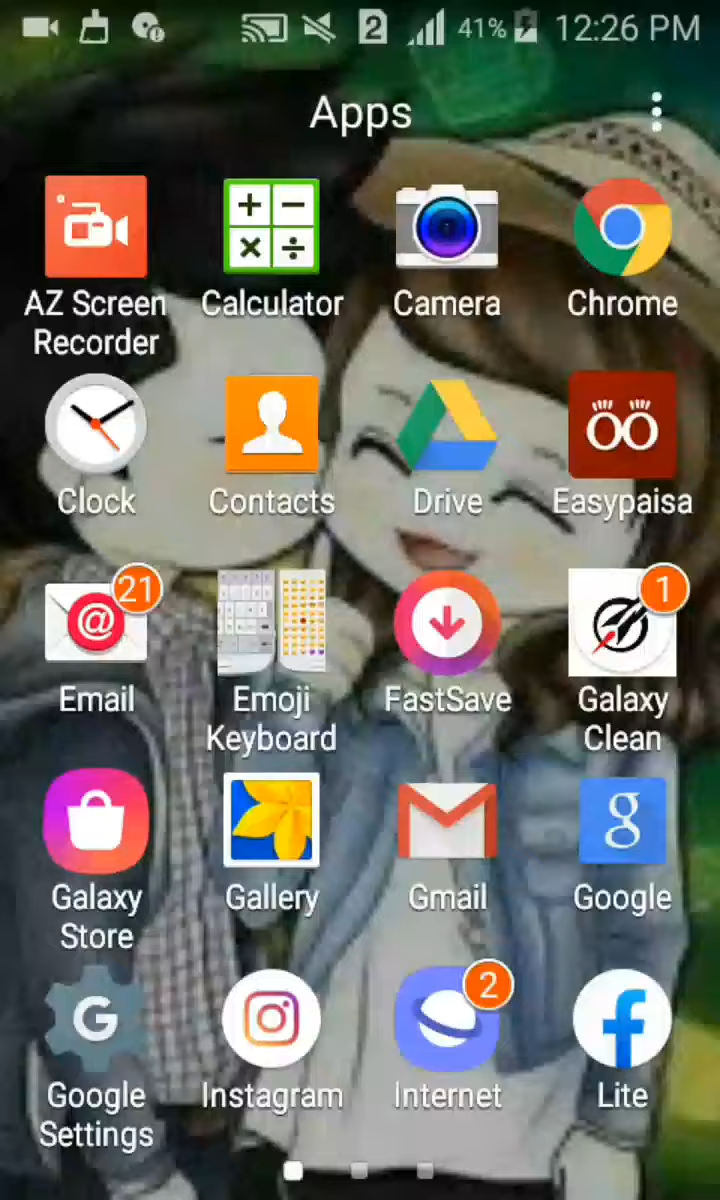 2 41% 12:26 PM
Apps
AZ Screen Calculator Camera Chrome
Recorder
Clock Contacts Drive Easypaisa
21 1
Email Emoji FastSave Galaxy
Keyboard Clean
Galaxy Gallery Gmail Google
Store
2
Google Instagram Internet Lite
Settings